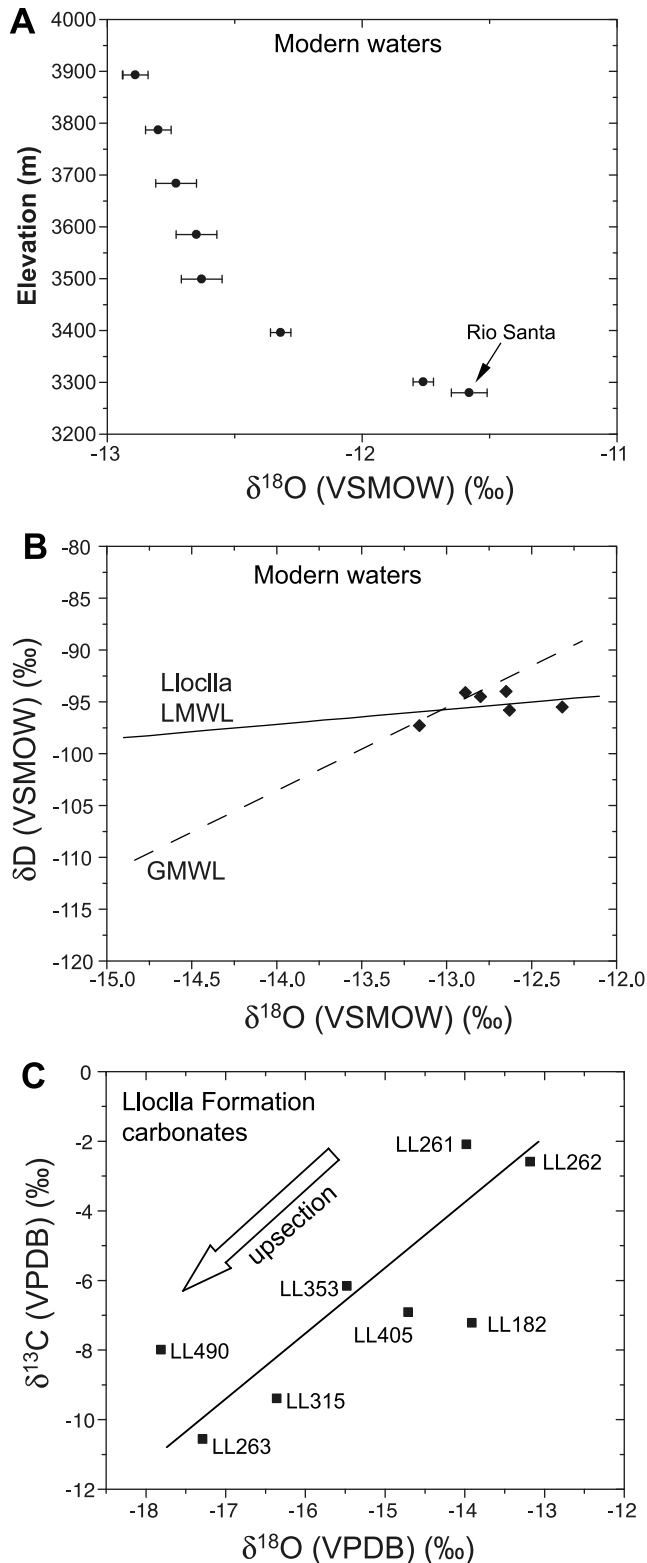 A
Modern waters
4000
3900
3800
3700
3600
3500
3400
3300
3200
Elevation (m)
Rio Santa
-13
-12
-11
δ¹⁸O (VSMOW) (‰)
B
Modern waters
-80
-85
-90
-95
-100
-105
-110
-115
-120
δD (VSMOW) (‰)
Lloclla
LMWL
GMWL
-15.0
-14.5
-14.0
-13.5
-13.0
-12.5
-12.0
δ¹⁸O (VSMOW) (‰)
C
Lloclla Formation
carbonates
upsection
0
-2
-4
-6
-8
-10
-12
δ¹³C (VPDB) (‰)
LL261
LL262
LL353
LL405
LL182
LL490
LL315
LL263
-18
-17
-16
-15
-14
-13
-12
δ¹⁸O (VPDB) (‰)